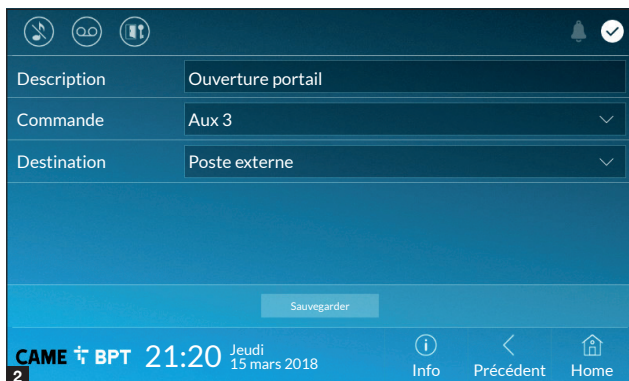 Description Ouverture portail
Commande Aux 3
Destination Poste externe
Sauvegarder
CAME BPT 21:20 Jeudi
15 mars 2018
Info Précédent Home
2